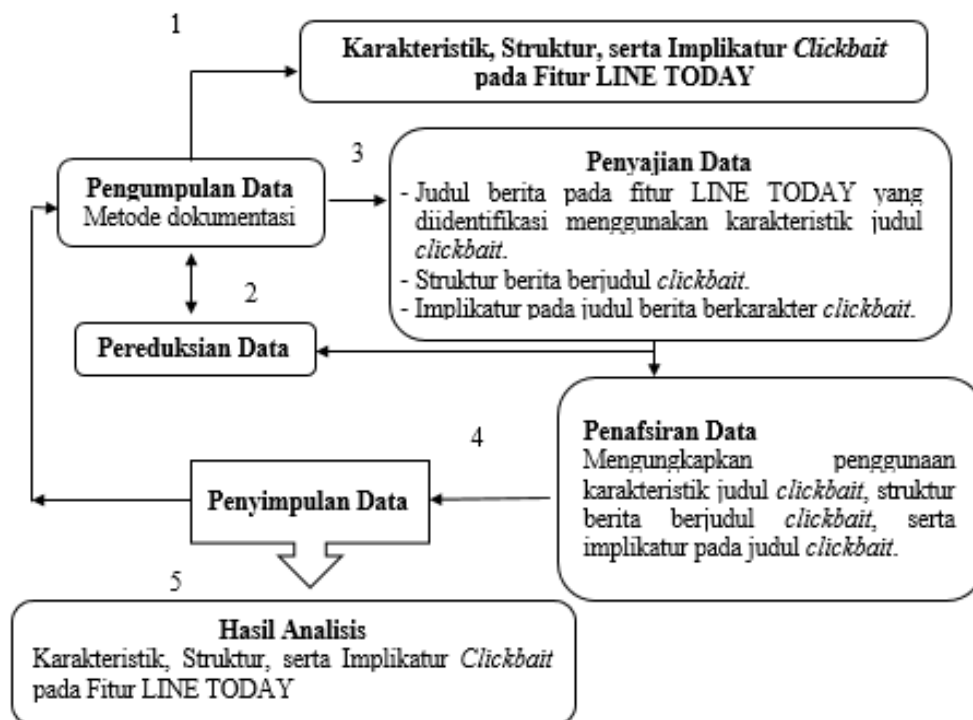 1
Karakteristik, Struktur, serta Implikatur Clickbait
pada Fitur LINE TODAY
Pengumpulan Data
Metode dokumentasi
3
Penyajian Data
- Judul berita pada fitur LINE TODAY yang
diidentifikasi menggunakan karakteristik judul
clickbait.
- Struktur berita berjudul clickbait.
- Implikatur pada judul berita berkarakter clickbait.
2
Pereduksian Data
Penafsiran Data
Mengungkapkan penggunaan
karakteristik judul clickbait, struktur
berita berjudul clickbait, serta
implikatur pada judul clickbait.
4
Penyimpulan Data
5
Hasil Analisis
Karakteristik, Struktur, serta Implikatur Clickbait
pada Fitur LINE TODAY